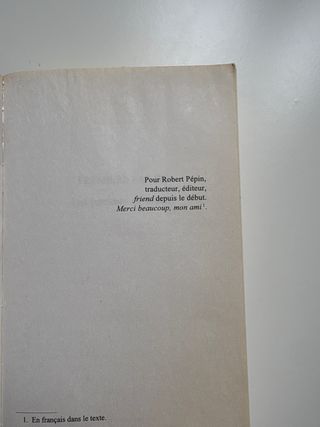 Pour Robert Pépin,
traducteur, éditeur,
friend depuis le début.
Merci beaucoup, mon ami¹.
1. En français dans le texte.